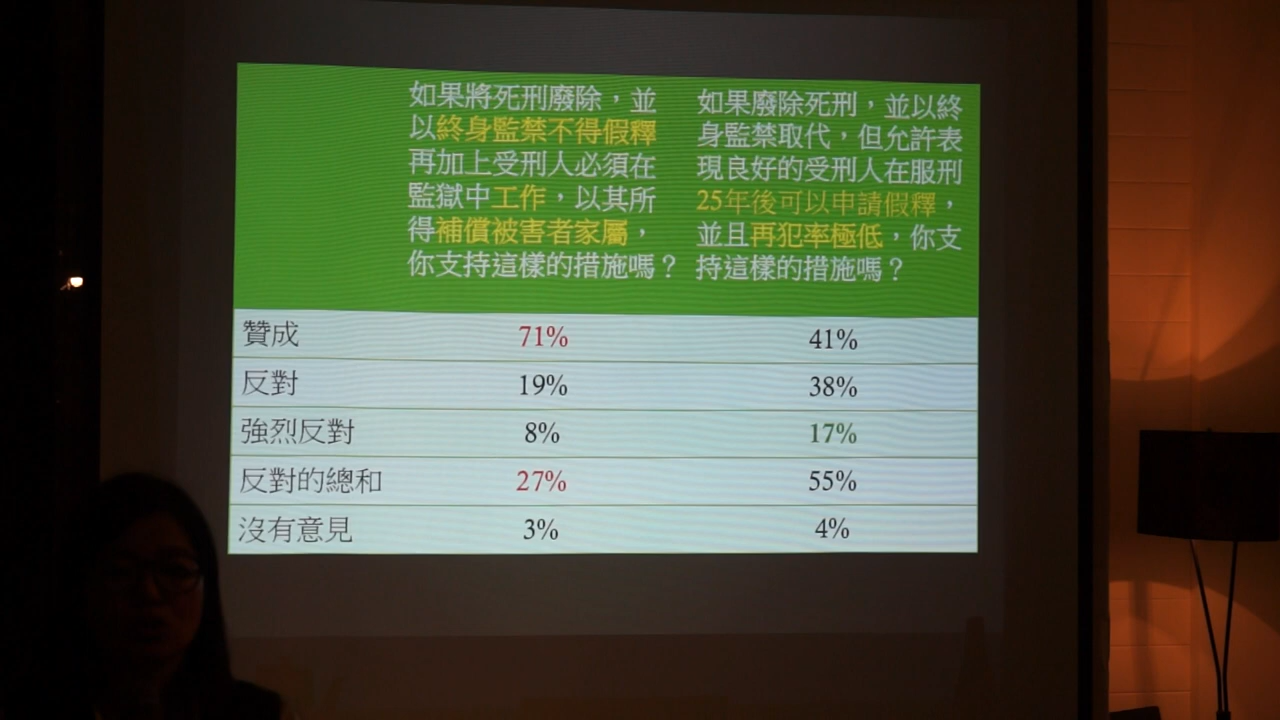 如果將死刑廢除，並
以終身監禁不得假釋
再加上受刑人必須在
監獄中工作，以其所
得補償被害者家屬，
你支持這樣的措施嗎？
如果廢除死刑，並以終
身監禁取代，但允許表
現良好的受刑人在服刑
25年後可以申請假釋，
並且再犯率極低，你支
持這樣的措施嗎？
贊成 71% 41%
反對 19% 38%
強烈反對 8% 17%
反對的總和 27% 55%
沒有意見 3% 4%